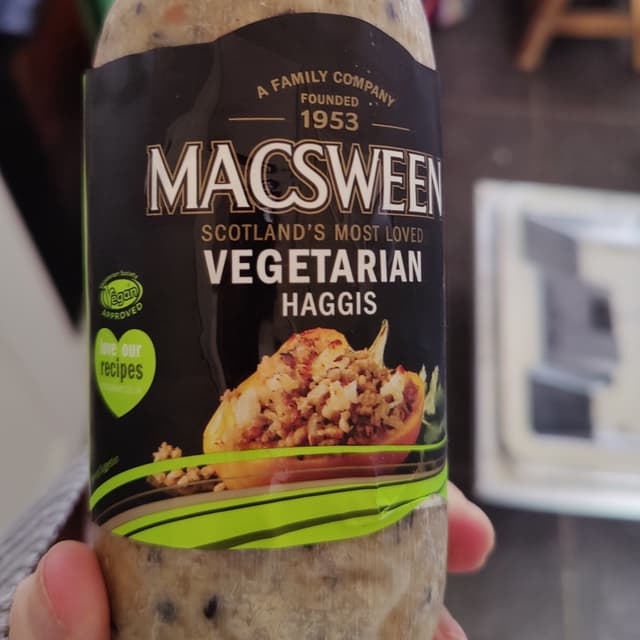 A FAMILY COMPANY
FOUNDED
1953
MACSWEEN
SCOTLAND'S MOST LOVED
VEGETARIAN
HAGGIS
Vegan
APPROVED
love our
recipes